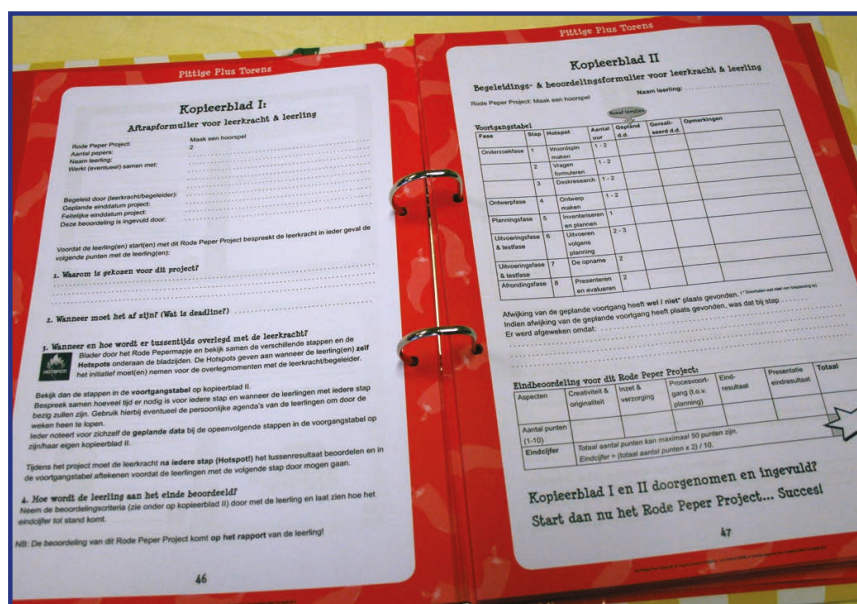 Pittige Plus Torens
Kopieerblad I:
Aftrapformulier voor leerkracht & leerling
Rode Peper Project: Maak een hoorspel
Aantal pepers: 2
Naam leerling:
Werkt (eventueel) samen met:
Begeleid door (leerkracht/begeleider):
Geplande einddatum project:
Feitelijke einddatum project:
Deze beoordeling is ingevuld door:
Voordat de leerling(en) start(en) met dit Rode Peper Project bespreekt de leerkracht in ieder geval de
volgende punten met de leerling(en):
1. Waarom is gekozen voor dit project?
2. Wanneer moet het af zijn? (Wat is deadline?)
3. Wanneer en hoe wordt er tussentijds overlegd met de leerkracht?
HOTSPOTS
Blader door het Rode Pepermapje en bekijk samen de verschillende stappen en de
Hotspots onderaan de bladzijden. De Hotspots geven aan wanneer de leerling(en) zelf
het initiatief moet(en) nemen voor de overlegmomenten met de leerkracht/begeleider.
Bekijk dan de stappen in de voortgangstabel op kopieerblad II.
Bespreek samen hoeveel tijd er nodig is voor iedere stap en wanneer de leerlingen met iedere stap
bezig zullen zijn. Gebruik hierbij eventueel de persoonlijke agenda's van de leerlingen om door de
weken heen te lopen.
Ieder noteert voor zichzelf de geplande data bij de opeenvolgende stappen in de voortgangstabel op
zijn/haar eigen kopieerblad II.
Tijdens het project moet de leerkracht na iedere stap (Hotspot!) het tussenresultaat beoordelen en in
de voortgangstabel aftekenen voordat de leerlingen met de volgende stap door mogen gaan.
4. Hoe wordt de leerling aan het einde beoordeeld?
Neem de beoordelingscriteria (zie onder op kopieerblad II) door met de leerling en laat zien hoe het
eindcijfer tot stand komt.
NB: De beoordeling van dit Rode Peper Project komt op het rapport van de leerling!
46
Pittige Plus Torens
Kopieerblad II
Begeleidings- & beoordelingsformulier voor leerkracht & leerling
Rode Peper Project: Maak een hoorspel Naam leerling:
Voortgangstabel
Fase Stap Hotspot Aantal uur Gepland d.d. Gereali-seerd d.d. Opmerkingen
Onderzoekfase 1 Woordspin maken 1 - 2
2 Vragen formuleren 1 - 2
3 Deskresearch 1 - 2
Ontwerpfase 4 Ontwerp maken 1 - 2
Planningsfase 5 Inventariseren en plannen 1
Uitvoeringsfase & testfase 6 Uitvoeren volgens planning 2 - 3
Uitvoeringsfase & testfase 7 De opname 2
Afrondingsfase 8 Presenteren en evalueren 2
Afwijking van de geplande voortgang heeft wel / niet* plaats gevonden.
Indien afwijking van de geplande voortgang heeft plaats gevonden, was dat bij stap
Er werd afgeweken omdat:
Eindbeoordeling voor dit Rode Peper Project:
Aspecten Creativiteit & originaliteit Inzet & verzorging Procesvoort-gang (t.o.v. planning) Eind-resultaat Presentatie eindresultaat Totaal
Aantal punten (1-10)
Eindcijfer Totaal aantal punten kan maximaal 50 punten zijn.
Eindcijfer = (totaal aantal punten x 2) / 10.
Kopieerblad I en II doorgenomen en ingevuld?
Start dan nu het Rode Peper Project... Succes!
47